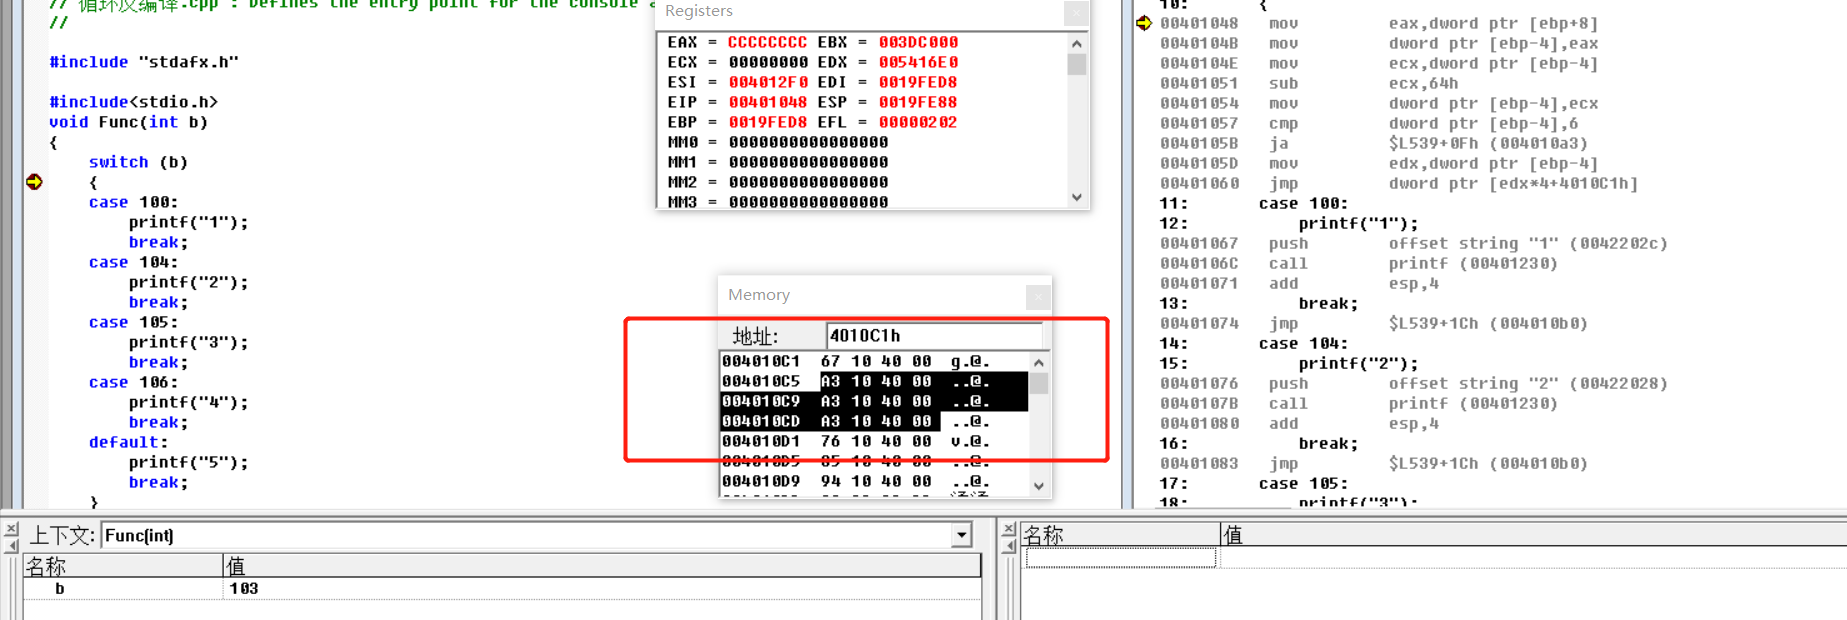 // 循环反编译.cpp : Defines the entry point for the console a
//
#include "stdafx.h"
#include<stdio.h>
void Func(int b)
{
switch (b)
{
case 100:
printf("1");
break;
case 104:
printf("2");
break;
case 105:
printf("3");
break;
case 106:
printf("4");
break;
default:
printf("5");
break;
}
Registers
EAX = CCCCCCCC EBX = 003DC000
ECX = 00000000 EDX = 005416E0
ESI = 004012F0 EDI = 0019FED8
EIP = 00401048 ESP = 0019FE88
EBP = 0019FED8 EFL = 00000202
MM0 = 0000000000000000
MM1 = 0000000000000000
MM2 = 0000000000000000
MM3 = 0000000000000000
Memory
地址: 4010C1h
004010C1 67 10 40 00 g.@.
004010C5 A3 10 40 00 ..@.
004010C9 A3 10 40 00 ..@.
004010CD A3 10 40 00 ..@.
004010D1 76 10 40 00 v.@.
004010D5 85 10 40 00 ..@.
004010D9 94 10 40 00 ..@.
10: {
00401048 mov eax,dword ptr [ebp+8]
0040104B mov dword ptr [ebp-4],eax
0040104E mov ecx,dword ptr [ebp-4]
00401051 sub ecx,64h
00401054 mov dword ptr [ebp-4],ecx
00401057 cmp dword ptr [ebp-4],6
0040105B ja $L539+0Fh (004010a3)
0040105D mov edx,dword ptr [ebp-4]
00401060 jmp dword ptr [edx*4+4010C1h]
11: case 100:
12: printf("1");
00401067 push offset string "1" (0042202c)
0040106C call printf (00401230)
00401071 add esp,4
13: break;
00401074 jmp $L539+1Ch (004010b0)
14: case 104:
15: printf("2");
00401076 push offset string "2" (00422028)
0040107B call printf (00401230)
00401080 add esp,4
16: break;
00401083 jmp $L539+1Ch (004010b0)
17: case 105:
18: printf("3");
上下文: Func(int)
名称 值
b 103
名称 值